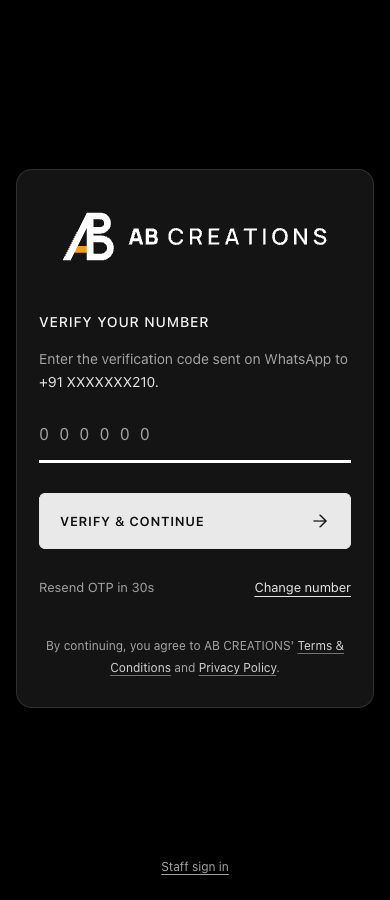 AB CREATIONS
VERIFY YOUR NUMBER
Enter the verification code sent on WhatsApp to
+91 XXXXXXX210.
0 0 0 0 0 0
VERIFY & CONTINUE
Resend OTP in 30s
Change number
By continuing, you agree to AB CREATIONS' Terms &
Conditions and Privacy Policy.
Staff sign in